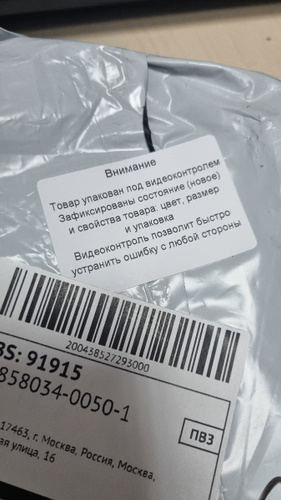 Внимание
Товар упакован под видеоконтролем
Зафиксированы состояние (новое)
и свойства товара: цвет, размер
и упаковка
Видеоконтроль позволит быстро
устранить ошибку с любой стороны
200438527293000
BS: 91915
858034-0050-1
ПВЗ
17463, г. Москва, Россия, Москва,
улица, 16